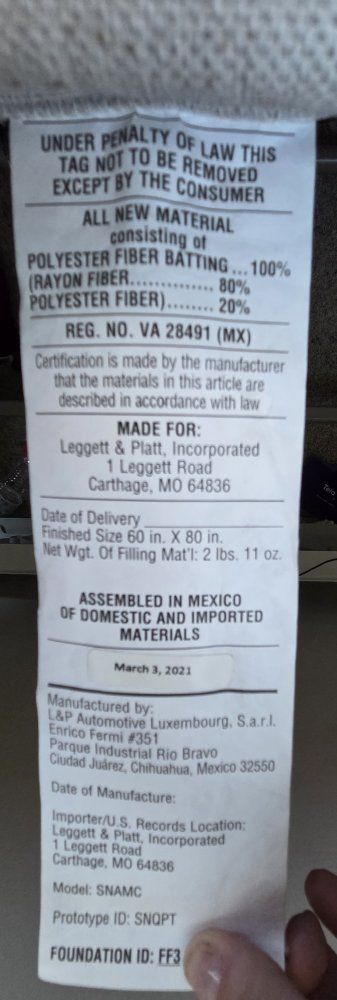 UNDER PENALTY OF LAW THIS
TAG NOT TO BE REMOVED
EXCEPT BY THE CONSUMER
ALL NEW MATERIAL
consisting of
POLYESTER FIBER BATTING ... 100%
(RAYON FIBER.............. 80%
POLYESTER FIBER)........ 20%
REG. NO. VA 28491 (MX)
Certification is made by the manufacturer
that the materials in this article are
described in accordance with law
MADE FOR:
Leggett & Platt, Incorporated
1 Leggett Road
Carthage, MO 64836
Date of Delivery
Finished Size 60 in. X 80 in.
Net Wgt. Of Filling Mat'l: 2 lbs. 11 oz.
ASSEMBLED IN MEXICO
OF DOMESTIC AND IMPORTED
MATERIALS
March 3, 2021
Manufactured by:
L&P Automotive Luxembourg, S.a.r.l.
Enrico Fermi #351
Parque Industrial Rio Bravo
Ciudad Juárez, Chihuahua, Mexico 32550
Date of Manufacture:
Importer/U.S. Records Location:
Leggett & Platt, Incorporated
1 Leggett Road
Carthage, MO 64836
Model: SNAMC
Prototype ID: SNQPT
FOUNDATION ID: FF3